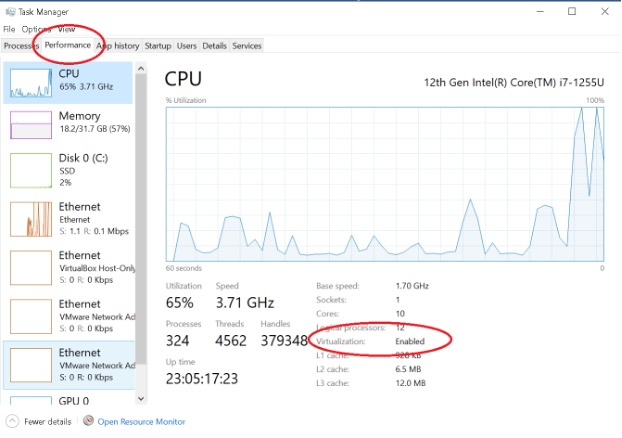 Task Manager
File Options View
Processes Performance App history Startup Users Details Services
CPU
65% 3.71 GHz
Memory
18.2/31.7 GB (57%)
Disk 0 (C:)
SSD
2%
Ethernet
Ethernet
S: 1.1 R: 0.1 Mbps
Ethernet
VirtualBox Host-Only
S: 0 R: 0 Kbps
Ethernet
VMware Network Ad
S: 0 R: 0 Kbps
Ethernet
VMware Network Ad
S: 0 R: 0 Kbps
GPU 0
CPU
12th Gen Intel(R) Core(TM) i7-1255U
% Utilization 100%
60 seconds 0
Utilization Speed
65% 3.71 GHz
Processes Threads Handles
324 4562 379348
Up time
23:05:17:23
Base speed: 1.70 GHz
Sockets: 1
Cores: 10
Logical processors: 12
Virtualization: Enabled
L1 cache: 928 KB
L2 cache: 6.5 MB
L3 cache: 12.0 MB
Fewer details Open Resource Monitor